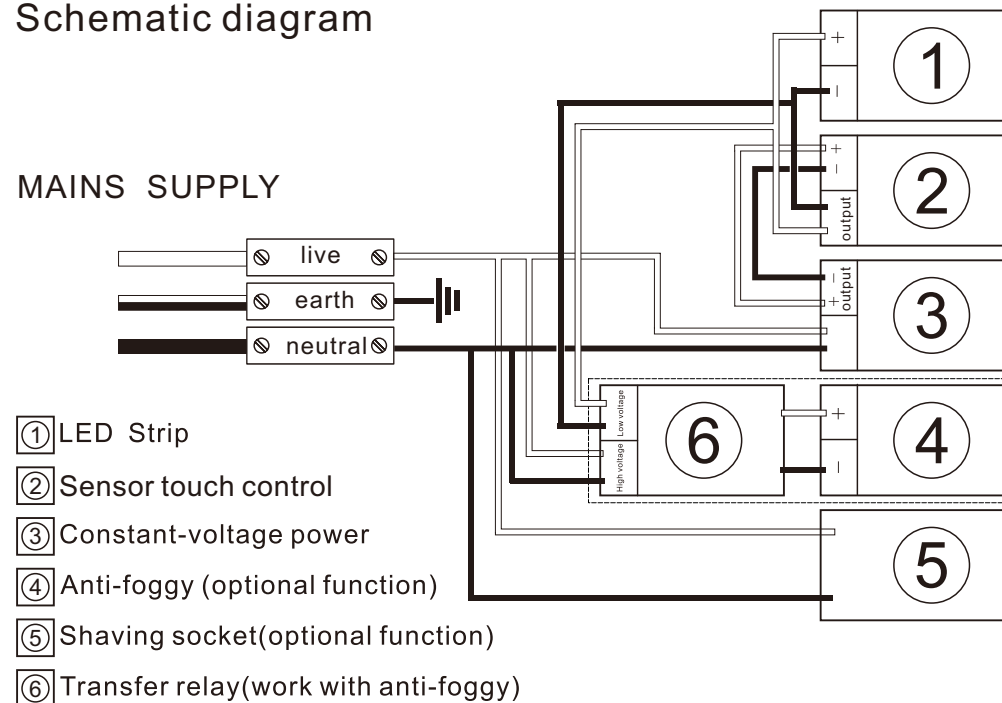 Schematic diagram
MAINS SUPPLY
live
earth
neutral
①LED Strip
②Sensor touch control
③Constant-voltage power
④Anti-foggy (optional function)
⑤Shaving socket(optional function)
⑥Transfer relay(work with anti-foggy)
+
−
①
+
−
output
②
−
+
output
③
Low voltage
High voltage
⑥
+
−
④
⑤